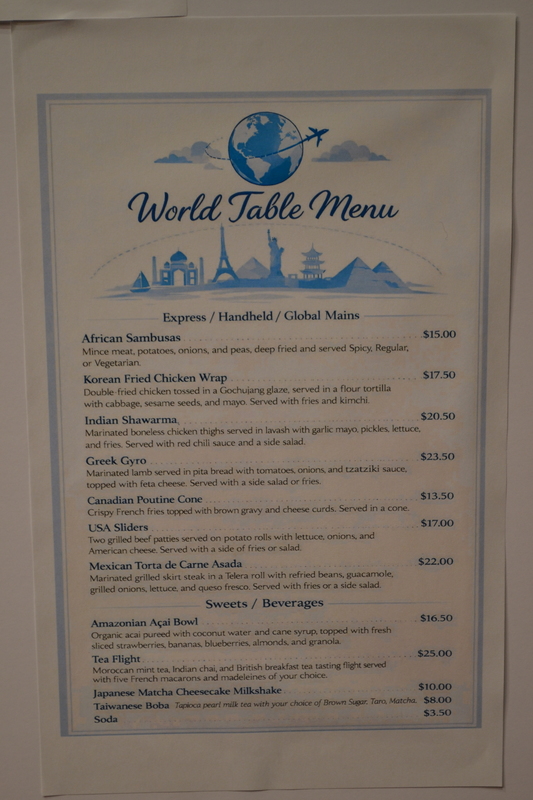 World Table Menu
Express / Handheld / Global Mains
African Sambusas $15.00
Mince meat, potatoes, onions, and peas, deep fried and served Spicy, Regular,
or Vegetarian.
Korean Fried Chicken Wrap $17.50
Double-fried chicken tossed in a Gochujang glaze, served in a flour tortilla
with cabbage, sesame seeds, and mayo. Served with fries and kimchi.
Indian Shawarma $20.50
Marinated boneless chicken thighs served in lavash with garlic mayo, pickles, lettuce,
and fries. Served with red chili sauce and a side salad.
Greek Gyro $23.50
Marinated lamb served in pita bread with tomatoes, onions, and tzatziki sauce,
topped with feta cheese. Served with a side salad or fries.
Canadian Poutine Cone $13.50
Crispy French fries topped with brown gravy and cheese curds. Served in a cone.
USA Sliders $17.00
Two grilled beef patties served on potato rolls with lettuce, onions, and
American cheese. Served with a side of fries or salad.
Mexican Torta de Carne Asada $22.00
Marinated grilled skirt steak in a Telera roll with refried beans, guacamole,
grilled onions, lettuce, and queso fresco. Served with fries or a side salad.
Sweets / Beverages
Amazonian Açai Bowl $16.50
Organic acai pureed with coconut water and cane syrup, topped with fresh
sliced strawberries, bananas, blueberries, almonds, and granola.
Tea Flight $25.00
Moroccan mint tea, Indian chai, and British breakfast tea tasting flight served
with five French macarons and madeleines of your choice.
Japanese Matcha Cheesecake Milkshake $10.00
Taiwanese Boba Tapioca pearl milk tea with your choice of Brown Sugar, Taro, Matcha. $8.00
Soda $3.50